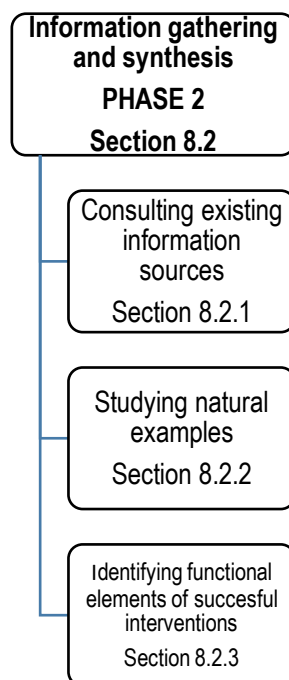 Information gathering
and synthesis
PHASE 2
Section 8.2
Consulting existing
information
sources
Section 8.2.1
Studying natural
examples
Section 8.2.2
Identifying functional
elements of succesful
interventions
Section 8.2.3